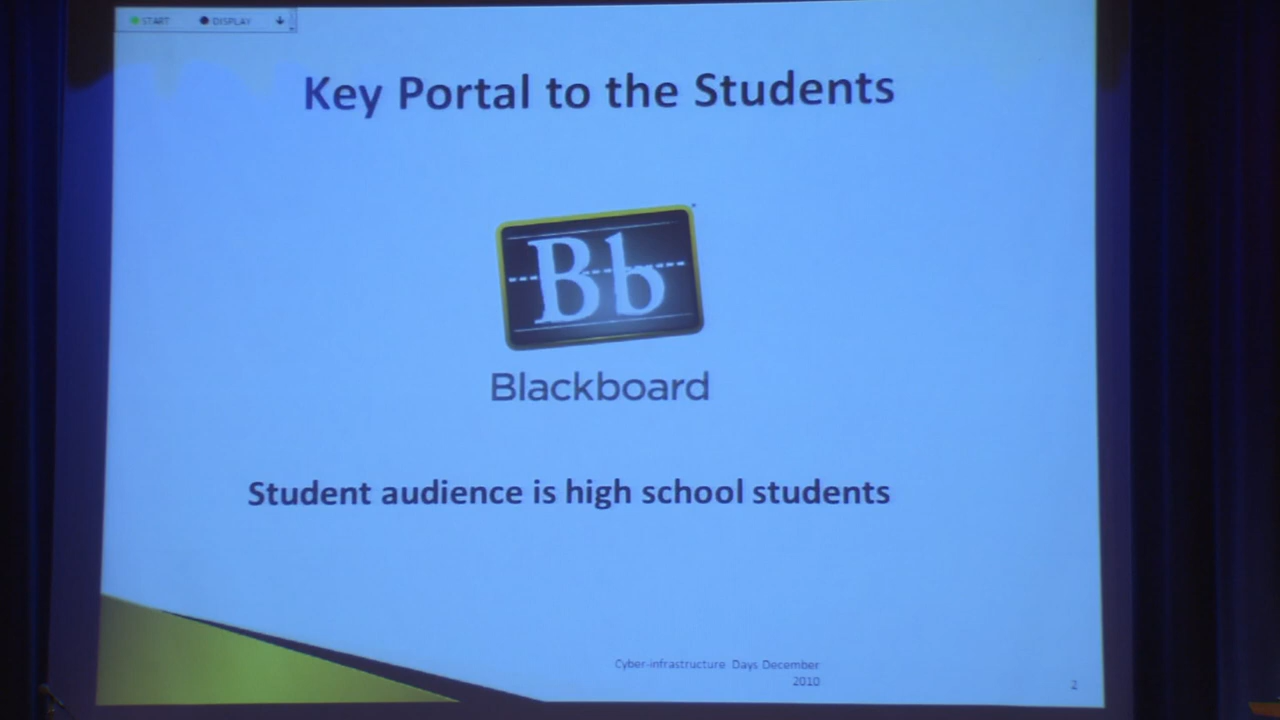 START DISPLAY
Key Portal to the Students
Bb
Blackboard
Student audience is high school students
Cyber-infrastructure Days December
2010
2